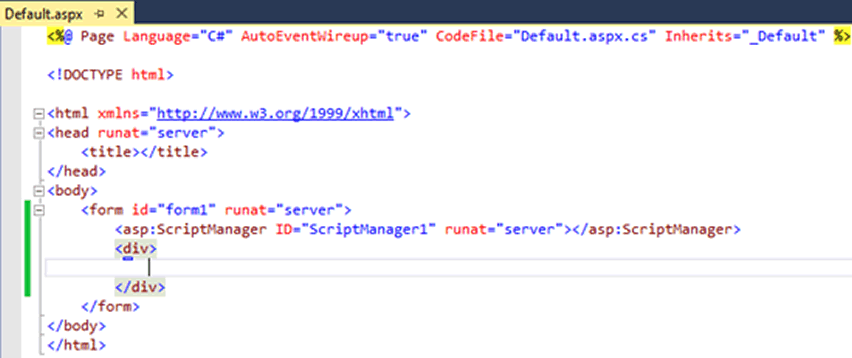 Default.aspx
<%@ Page Language="C#" AutoEventWireup="true" CodeFile="Default.aspx.cs" Inherits="_Default" %>
<!DOCTYPE html>
<html xmlns="http://www.w3.org/1999/xhtml">
<head runat="server">
<title></title>
</head>
<body>
<form id="form1" runat="server">
<asp:ScriptManager ID="ScriptManager1" runat="server"></asp:ScriptManager>
<div>
</div>
</form>
</body>
</html>